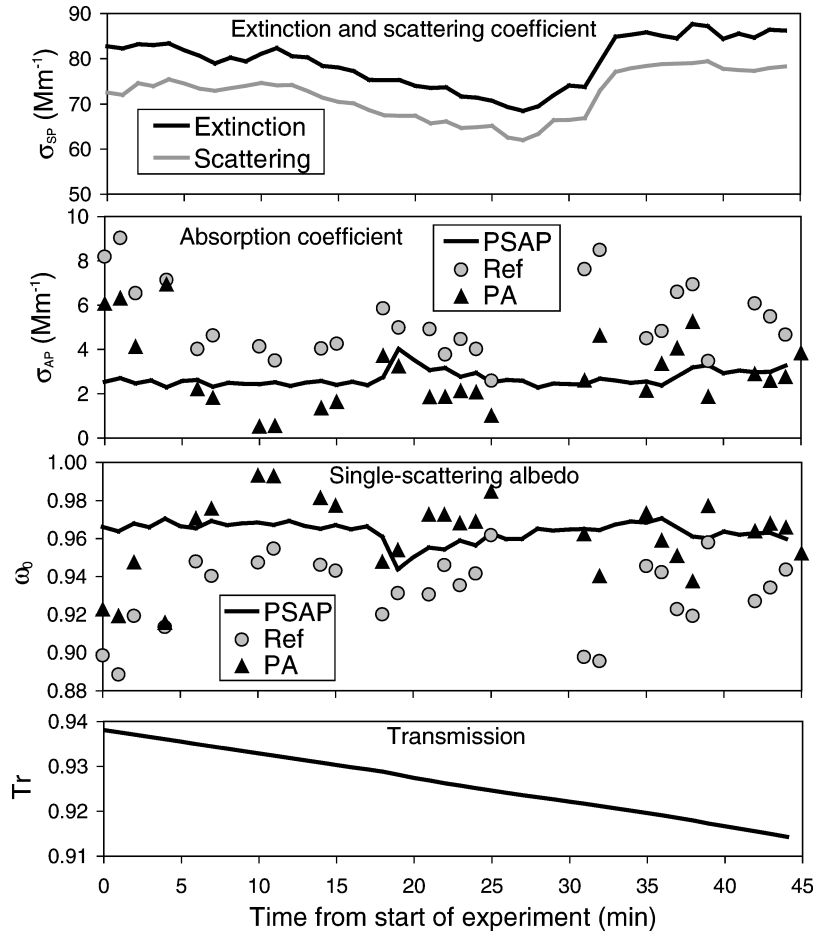 Extinction and scattering coefficient
σSP (Mm⁻¹)
90
80
70
60
50
Extinction
Scattering
Absorption coefficient
σAP (Mm⁻¹)
10
8
6
4
2
0
PSAP
Ref
PA
Single-scattering albedo
ω0
1.00
0.98
0.96
0.94
0.92
0.90
0.88
PSAP
Ref
PA
Transmission
Tr
0.94
0.93
0.92
0.91
0 5 10 15 20 25 30 35 40 45
Time from start of experiment (min)